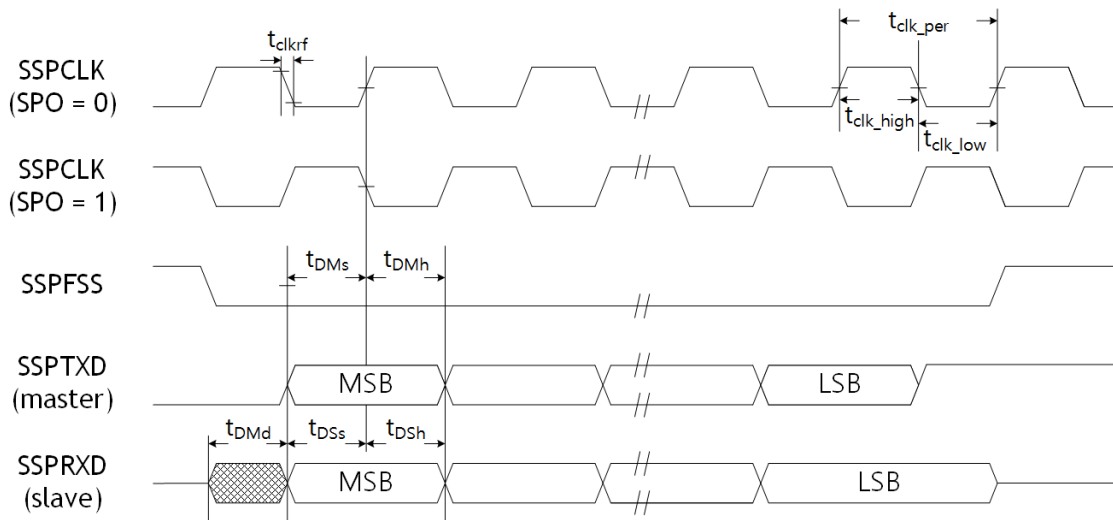 t_clk_per
t_clkrf
SSPCLK
(SPO = 0)
t_clk_high
t_clk_low
SSPCLK
(SPO = 1)
t_DMs
t_DMh
SSPFSS
SSPTXD
(master)
MSB
LSB
t_DMd
t_DSs
t_DSh
SSPRXD
(slave)
MSB
LSB